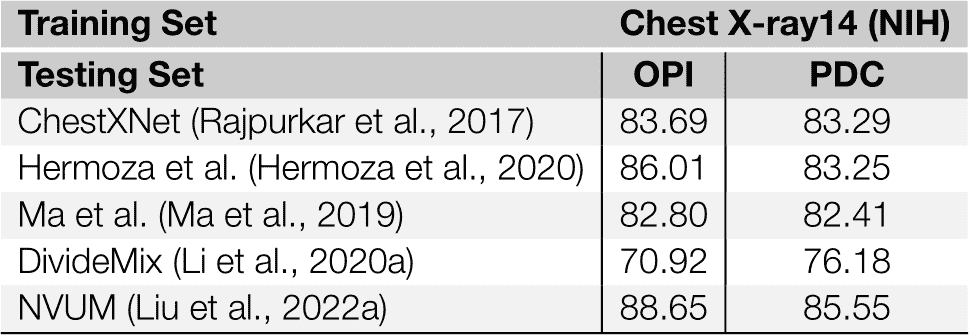 Training Set Chest X-ray14 (NIH)
Testing Set OPI PDC
ChestXNet (Rajpurkar et al., 2017) 83.69 83.29
Hermoza et al. (Hermoza et al., 2020) 86.01 83.25
Ma et al. (Ma et al., 2019) 82.80 82.41
DivideMix (Li et al., 2020a) 70.92 76.18
NVUM (Liu et al., 2022a) 88.65 85.55